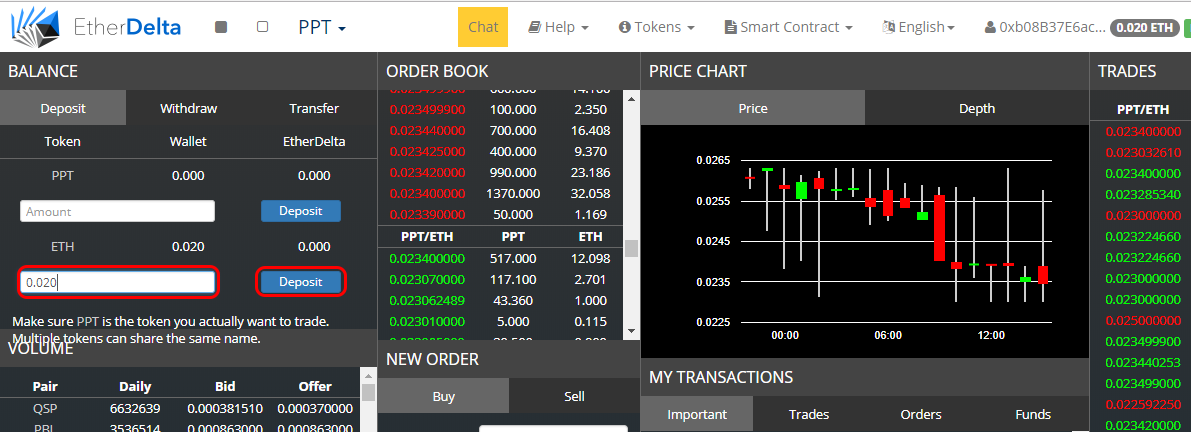 EtherDelta PPT Chat Help Tokens Smart Contract English 0xb08B37E6ac... 0.020 ETH
BALANCE
Deposit Withdraw Transfer
Token Wallet EtherDelta
PPT 0.000 0.000
Amount Deposit
ETH 0.020 0.000
0.020 Deposit
Make sure PPT is the token you actually want to trade.
Multiple tokens can share the same name.
VOLUME
Pair Daily Bid Offer
QSP 6632639 0.000381510 0.000370000
PBL 3536514 0.000863000 0.000863000
ORDER BOOK
0.023499900 100.000 2.350
0.023440000 700.000 16.408
0.023425000 400.000 9.370
0.023420000 990.000 23.186
0.023400000 1370.000 32.058
0.023390000 50.000 1.169
PPT/ETH PPT ETH
0.023400000 517.000 12.098
0.023070000 117.100 2.701
0.023062489 43.360 1.000
0.023010000 5.000 0.115
NEW ORDER
Buy Sell
PRICE CHART
Price Depth
0.0265
0.0255
0.0245
0.0235
0.0225
00:00 06:00 12:00
MY TRANSACTIONS
Important Trades Orders Funds
TRADES
PPT/ETH
0.023400000
0.023032610
0.023400000
0.023285340
0.023000000
0.023224660
0.023224660
0.023000000
0.023000000
0.025000000
0.023499900
0.023440253
0.023499000
0.022592250
0.023420000